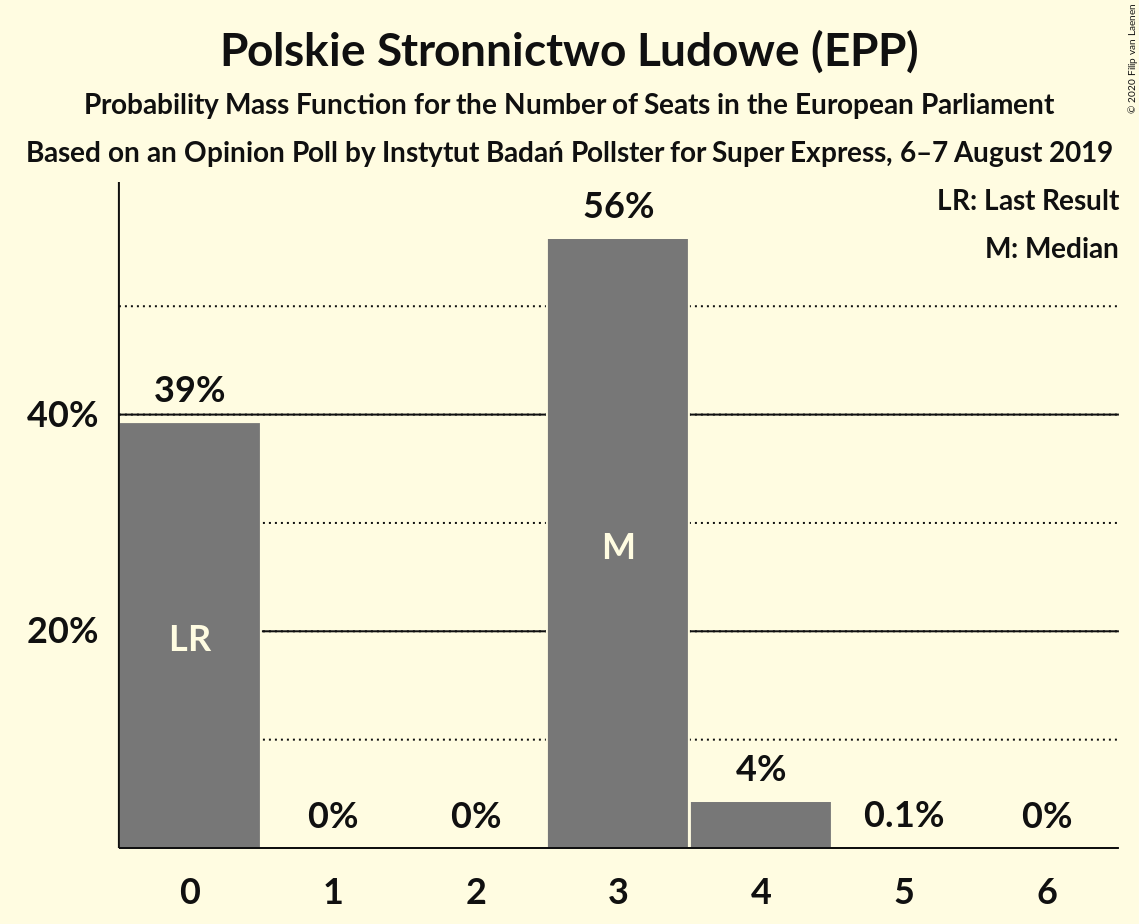 Polskie Stronnictwo Ludowe (EPP)
Probability Mass Function for the Number of Seats in the European Parliament
Based on an Opinion Poll by Instytut Badań Pollster for Super Express, 6–7 August 2019
© 2020 Filip van Laenen
LR: Last Result
M: Median
56%
39%
40%
M
LR
20%
4%
0%
0%
0.1%
0%
0
1
2
3
4
5
6